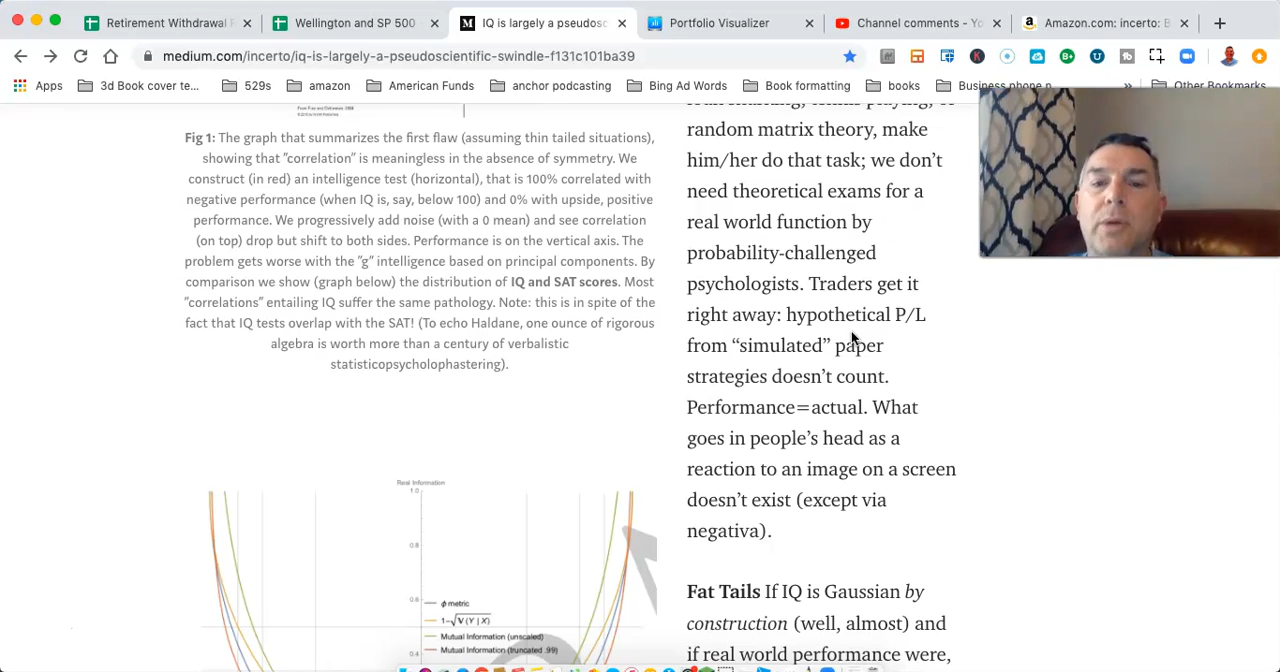 Retirement Withdrawal
Wellington and SP 500
IQ is largely a pseudosc
Portfolio Visualizer
Channel comments - Yo
Amazon.com: incerto: B
medium.com/incerto/iq-is-largely-a-pseudoscientific-swindle-f131c101ba39
Apps
3d Book cover te...
529s
amazon
American Funds
anchor podcasting
Bing Ad Words
Book formatting
books
Business phone n
»
Other Bookmarks
Fig 1: The graph that summarizes the first flaw (assuming thin tailed situations),
showing that "correlation" is meaningless in the absence of symmetry. We
construct (in red) an intelligence test (horizontal), that is 100% correlated with
negative performance (when IQ is, say, below 100) and 0% with upside, positive
performance. We progressively add noise (with a 0 mean) and see correlation
(on top) drop but shift to both sides. Performance is on the vertical axis. The
problem gets worse with the "g" intelligence based on principal components. By
comparison we show (graph below) the distribution of IQ and SAT scores. Most
"correlations" entailing IQ suffer the same pathology. Note: this is in spite of the
fact that IQ tests overlap with the SAT! (To echo Haldane, one ounce of rigorous
algebra is worth more than a century of verbalistic
statisticopsycholophastering).
Real Information
1.0
0.8
0.6
0.4
ϕ metric
1-√V(Y | X)
Mutual Information (unscaled)
Mutual Information (truncated .99)
random matrix theory, make
him/her do that task; we don't
need theoretical exams for a
real world function by
probability-challenged
psychologists. Traders get it
right away: hypothetical P/L
from “simulated” paper
strategies doesn't count.
Performance=actual. What
goes in people's head as a
reaction to an image on a screen
doesn't exist (except via
negativa).
Fat Tails If IQ is Gaussian by
construction (well, almost) and
if real world performance were,